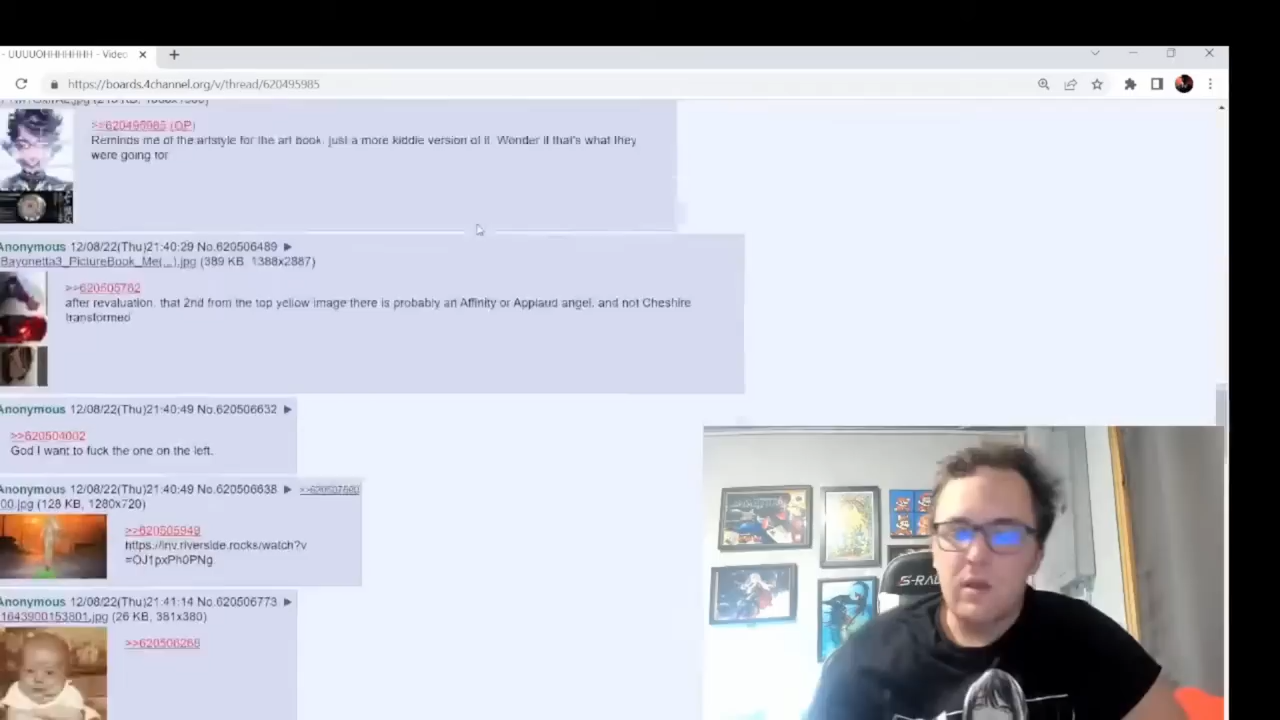 - UUUUOHHHHHHH - Video
https://boards.4channel.org/v/thread/620495985
>>620495985 (OP)
Reminds me of the artstyle for the art book, just a more kiddie version of it. Wonder if that's what they
were going for
Anonymous 12/08/22(Thu)21:40:29 No.620506489 ▶
Bayonetta3_PictureBook_Me(...).jpg (389 KB, 1388x2887)
>>620505782
after revaluation, that 2nd from the top yellow image there is probably an Affinity or Applaud angel, and not Cheshire
transformed
Anonymous 12/08/22(Thu)21:40:49 No.620506632 ▶
>>620504002
God I want to fuck the one on the left.
Anonymous 12/08/22(Thu)21:40:49 No.620506638 ▶
00.jpg (128 KB, 1280x720)
>>620505949
https://inv.riverside.rocks/watch?v
=OJ1pxPh0PNg
Anonymous 12/08/22(Thu)21:41:14 No.620506773 ▶
1643900153801.jpg (26 KB, 381x380)
>>620506268
S-RA